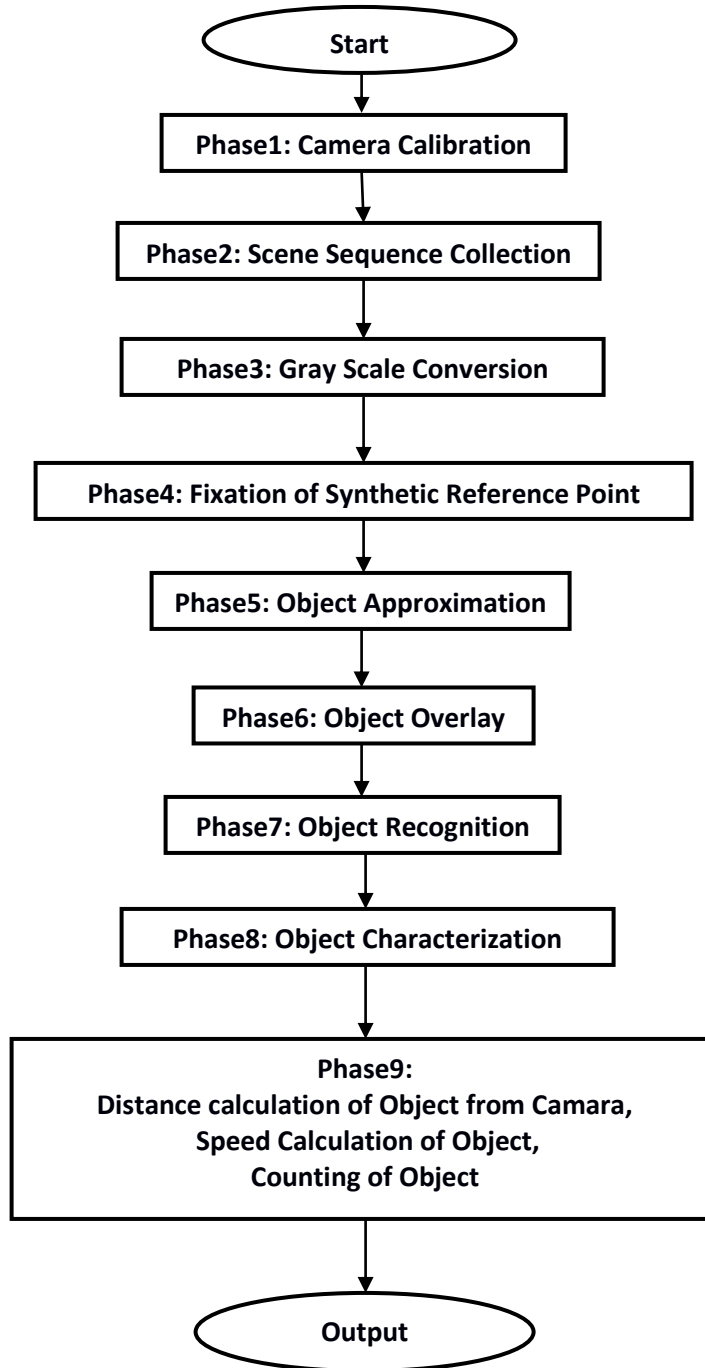 Start
Phase1: Camera Calibration
Phase2: Scene Sequence Collection
Phase3: Gray Scale Conversion
Phase4: Fixation of Synthetic Reference Point
Phase5: Object Approximation
Phase6: Object Overlay
Phase7: Object Recognition
Phase8: Object Characterization
Phase9:
Distance calculation of Object from Camara,
Speed Calculation of Object,
Counting of Object
Output